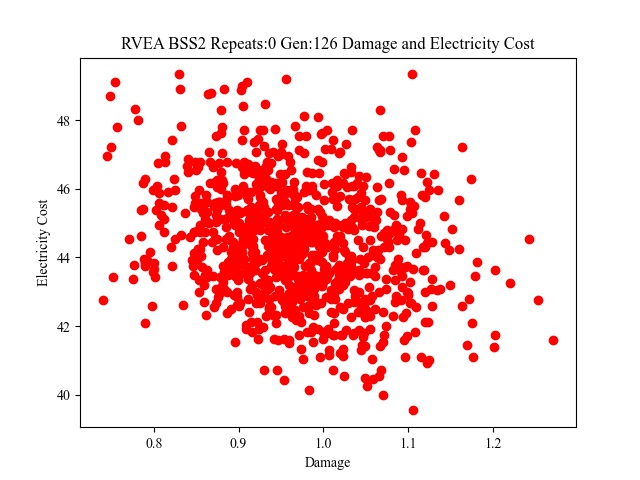 RVEA BSS2 Repeats:0 Gen:126 Damage and Electricity Cost
48
46
44
42
40
Electricity Cost
0.8 0.9 1.0 1.1 1.2
Damage